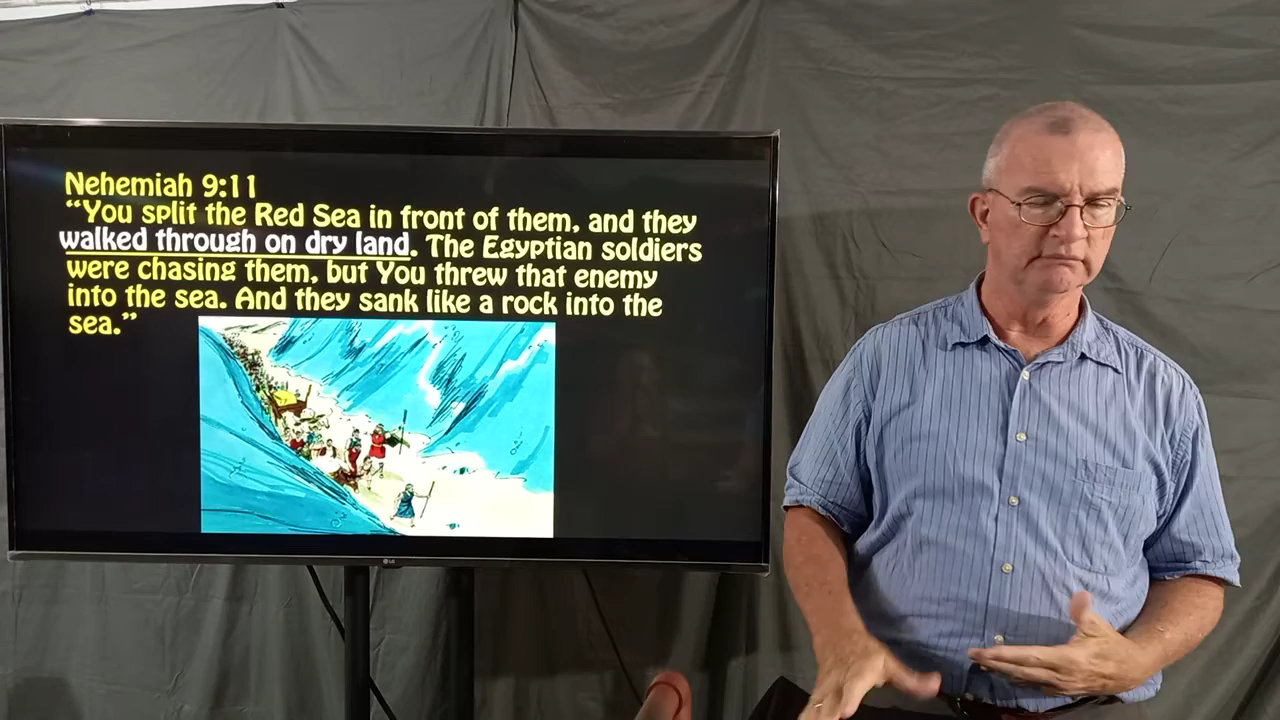 Nehemiah 9:11
“You split the Red Sea in front of them, and they
walked through on dry land. The Egyptian soldiers
were chasing them, but You threw that enemy
into the sea. And they sank like a rock into the
sea.”
LG